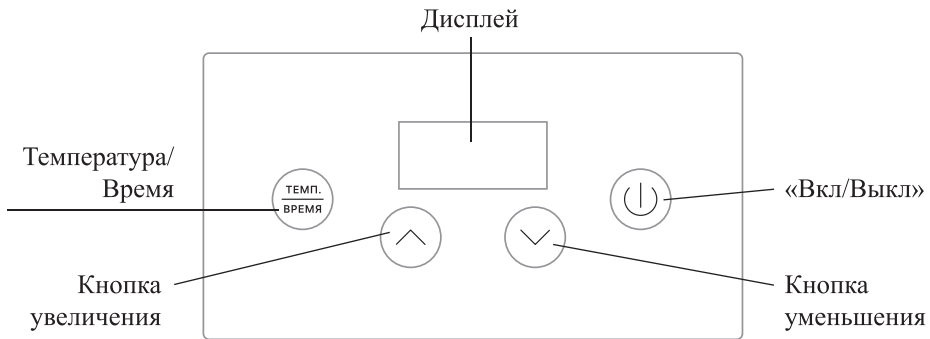 Дисплей
Температура/
Время
ТЕМП.
ВРЕМЯ
«Вкл/Выкл»
Кнопка
увеличения
Кнопка
уменьшения